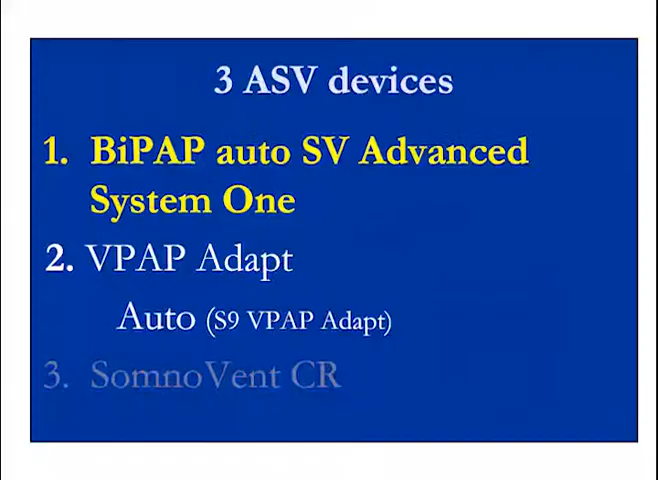 3 ASV devices
1. BiPAP auto SV Advanced
System One
2. VPAP Adapt
Auto (S9 VPAP Adapt)
3. SomnoVent CR